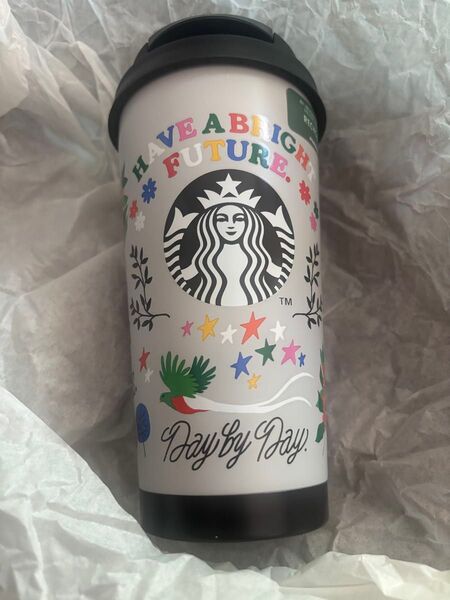 HAVE A BRIGHT
FUTURE.
TM
Day by Day.